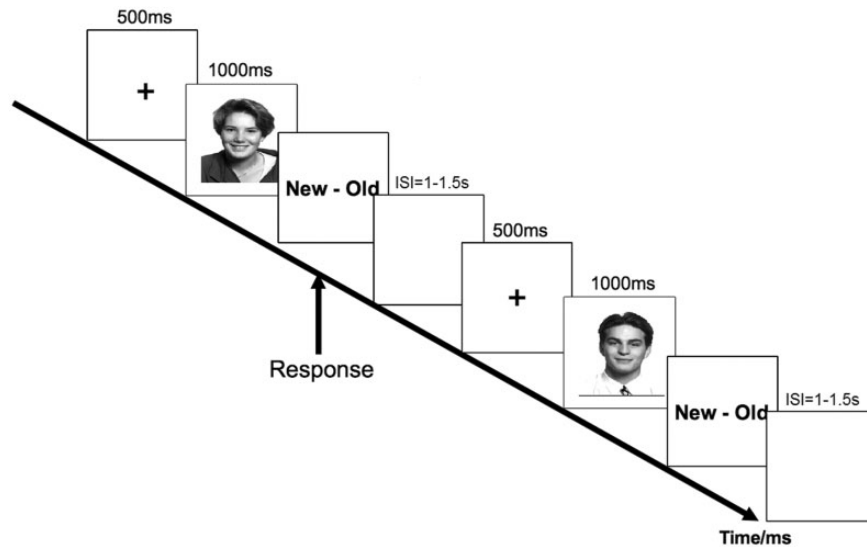 500ms
+
1000ms
New - Old
ISI=1-1.5s
500ms
+
1000ms
New - Old
ISI=1-1.5s
Response
Time/ms